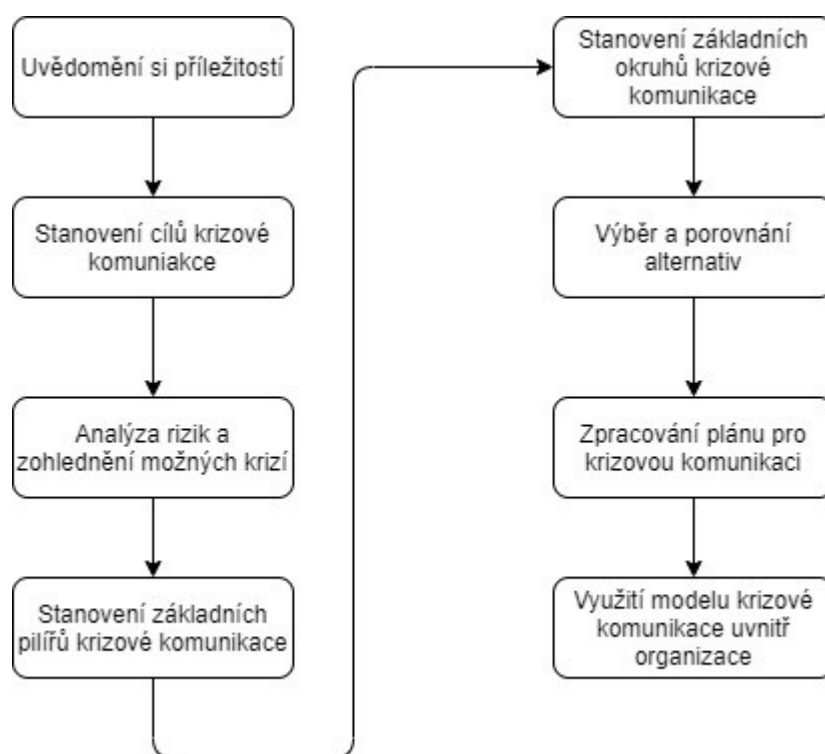 Uvědomění si příležitostí
Stanovení cílů krizové
komuniakce
Analýza rizik a
zohlednění možných krizí
Stanovení základních
pilířů krizové komunikace
Stanovení základních
okruhů krizové
komunikace
Výběr a porovnání
alternativ
Zpracování plánu pro
krizovou komunikaci
Využití modelu krizové
komunikace uvnitř
organizace